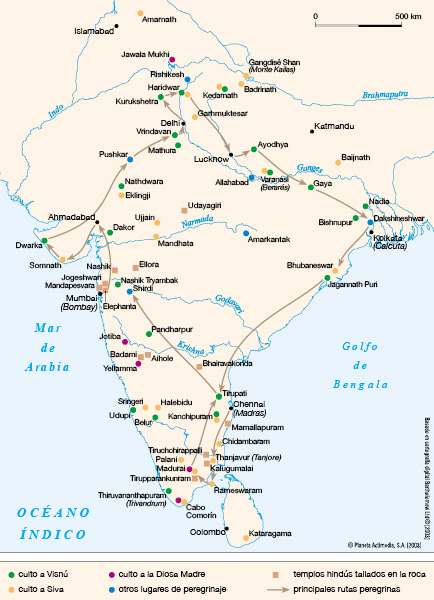 Amarnath
Islamabad
0
500 km
Jawala Mukhi
Gangdisê Shan
(Monte Kailas)
Rishikesh
Haridwar
Kurukshetra
Kedarnath
Badrinath
Brahmaputra
Indo
Garhmuktesar
Delhi
Vrindavan
Mathura
Katmandu
Lucknow
Ayodhya
Pushkar
Baijnath
Ganges
Allahabad
Varanasi
(Benarés)
Gaya
Nathdwara
Eklingji
Nadia
Udayagiri
Bishnupur
Dakshineshwar
Ahmadabad
Ujjain
Narmada
Kolkata
(Calcuta)
Dwarka
Dakor
Mandhata
Amarkantak
Somnath
Bhubaneswar
Nashik
Ellora
Jagannath Puri
Jogeshwari
Mandapesvara
Nashik Tryambak
Shirdi
Mumbai
(Bombay)
Elephanta
Godavari
Mar
de
Arabia
Pandharpur
Jotiba
Krishna
Golfo
de
Bengala
Badami
Aihole
Yellamma
Bhairavakonda
Tirupati
Sringeri
Halebidu
Chennai
(Madras)
Udupi
Belur
Kanchipuram
Mamallapuram
Chidambaram
Tiruchchirappalli
Palani
Thanjavur (Tanjore)
Madurai
Kalugumalai
Tirupparankunram
Rameswaram
Thiruvananthapuram
(Trivandrum)
Cabo
Comorín
OCÉANO
ÍNDICO
Colombo
Kataragama
Basado en cartografía digital Bartholomew Ltd © (2003)
© Planeta Actimedia, S.A. (2003)
culto a Visnú
culto a la Diosa Madre
templos hindús tallados en la roca
culto a Siva
otros lugares de peregrinaje
principales rutas peregrinas